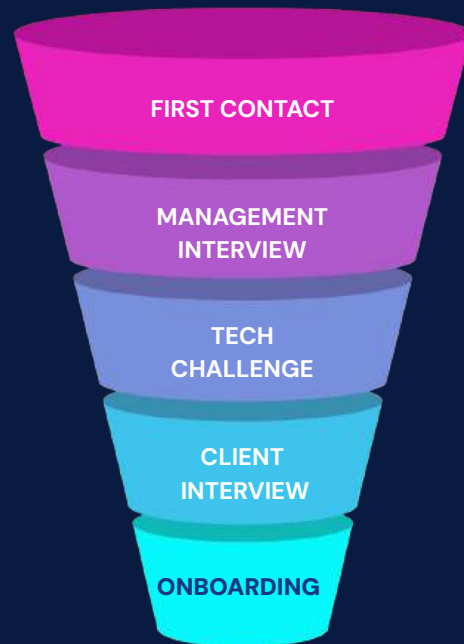 FIRST CONTACT
MANAGEMENT
INTERVIEW
TECH
CHALLENGE
CLIENT
INTERVIEW
ONBOARDING